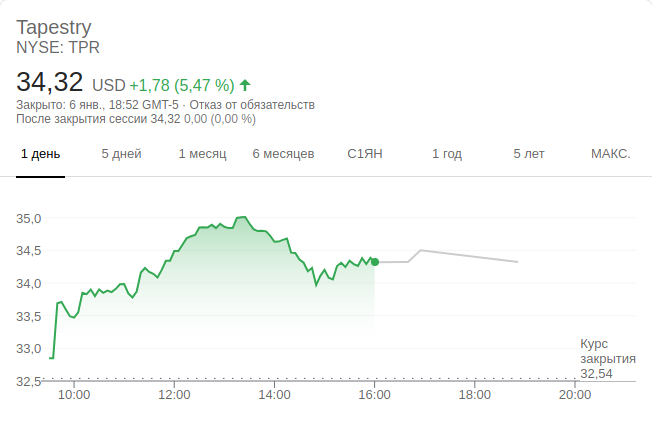 Tapestry
NYSE: TPR
34,32 USD +1,78 (5,47 %)
Закрыто: 6 янв., 18:52 GMT-5 · Отказ от обязательств
После закрытия сессии 34,32 0,00 (0,00 %)
1 день 5 дней 1 месяц 6 месяцев С1ЯН 1 год 5 лет МАКС.
35,0
34,5
34,0
33,5
33,0
32,5
Курс
закрытия
32,54
10:00 12:00 14:00 16:00 18:00 20:00